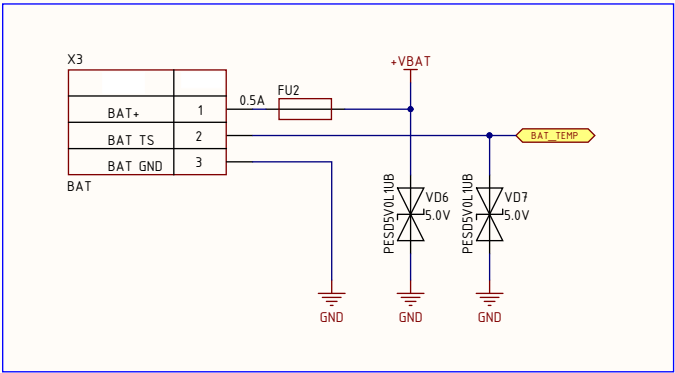 X3
+VBAT
FU2
0.5A
BAT+ 1
BAT TS 2
BAT_TEMP
BAT GND 3
BAT
PESD5V0L1UB
VD6
5.0V
PESD5V0L1UB
VD7
5.0V
GND
GND
GND